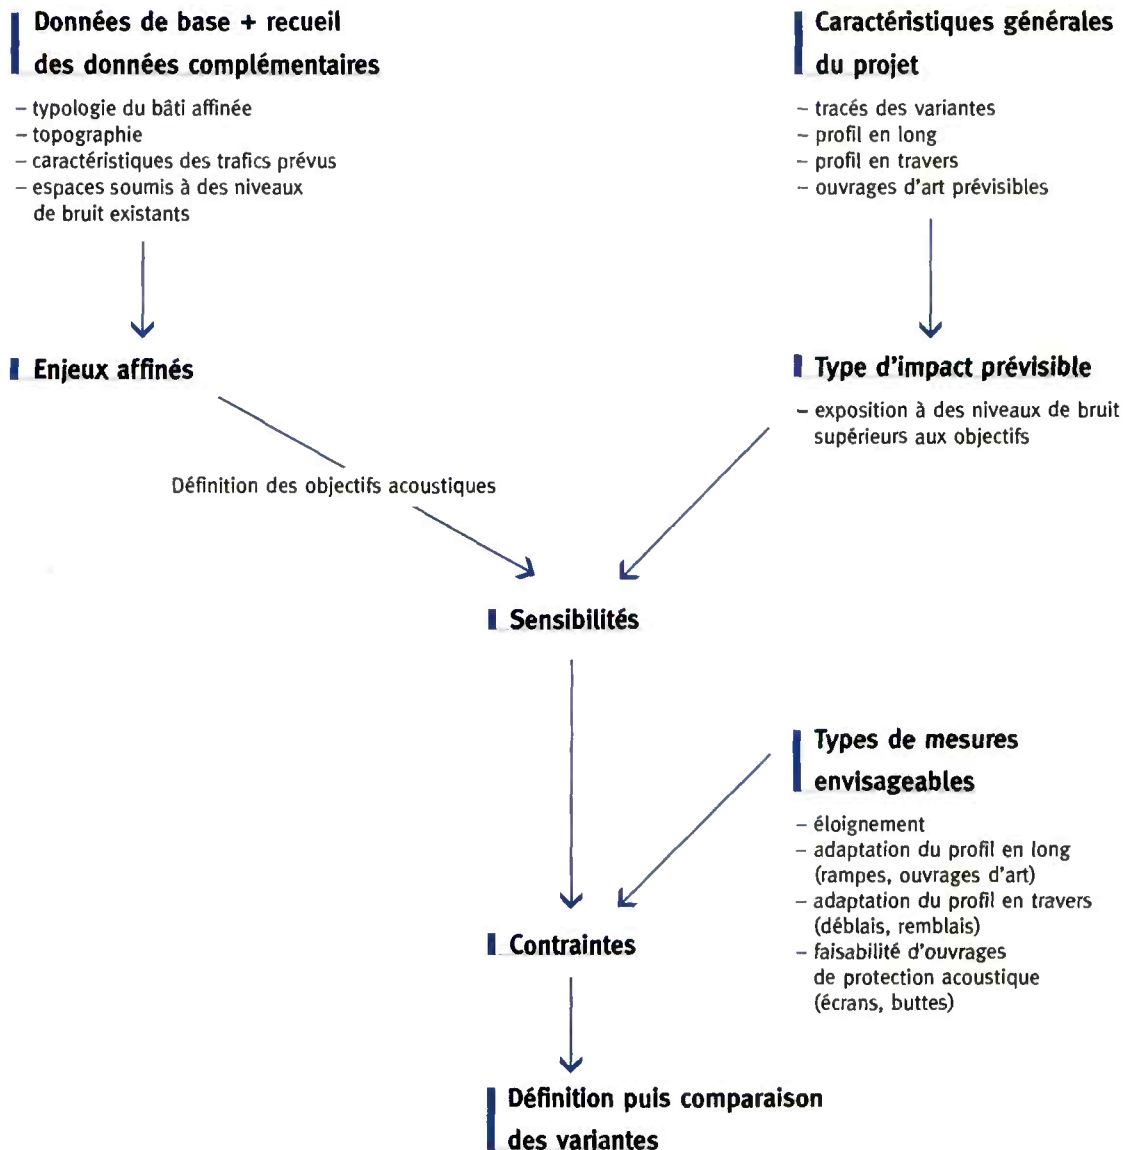 Données de base + recueil
des données complémentaires
– typologie du bâti affinée
– topographie
– caractéristiques des trafics prévus
– espaces soumis à des niveaux
de bruit existants
Caractéristiques générales
du projet
– tracés des variantes
– profil en long
– profil en travers
– ouvrages d'art prévisibles
Enjeux affinés
Type d'impact prévisible
– exposition à des niveaux de bruit
supérieurs aux objectifs
Définition des objectifs acoustiques
Sensibilités
Types de mesures
envisageables
– éloignement
– adaptation du profil en long
(rampes, ouvrages d'art)
– adaptation du profil en travers
(déblais, remblais)
– faisabilité d'ouvrages
de protection acoustique
(écrans, buttes)
Contraintes
Définition puis comparaison
des variantes